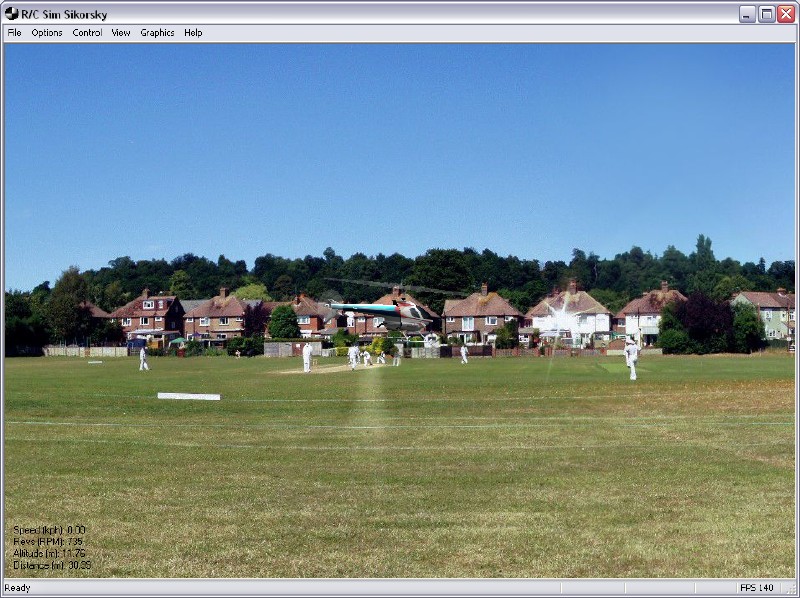 R/C Sim Sikorsky
File Options Control View Graphics Help
Speed (kph): 0.00
Revs (RPM): 735
Altitude (m): 11.76
Distance (m): 30.35
Ready FPS 140